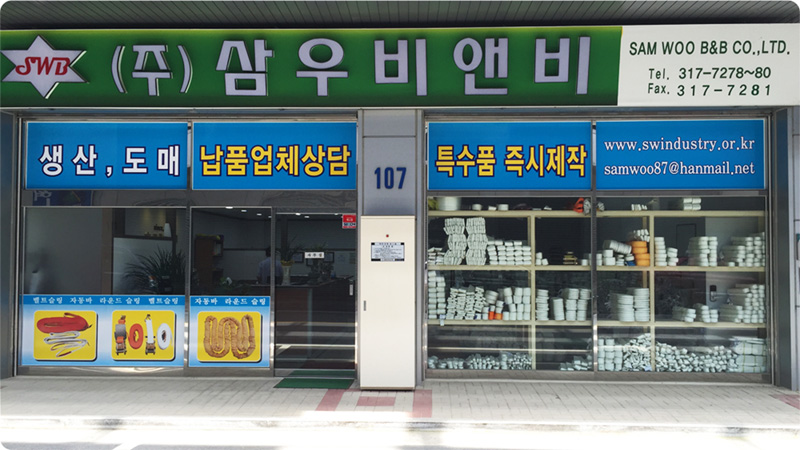 SWB
(주)삼우비앤비
SAM WOO B&B CO.,LTD.
Tel. 317-7278~80
Fax. 317-7281
생산,도매
납품업체상담
107
특수품 즉시제작
www.swindustry.or.kr
samwoo87@hanmail.net
벨트슬링 자동바 라운드 슬링 벨트슬링
자동바 라운드 슬링